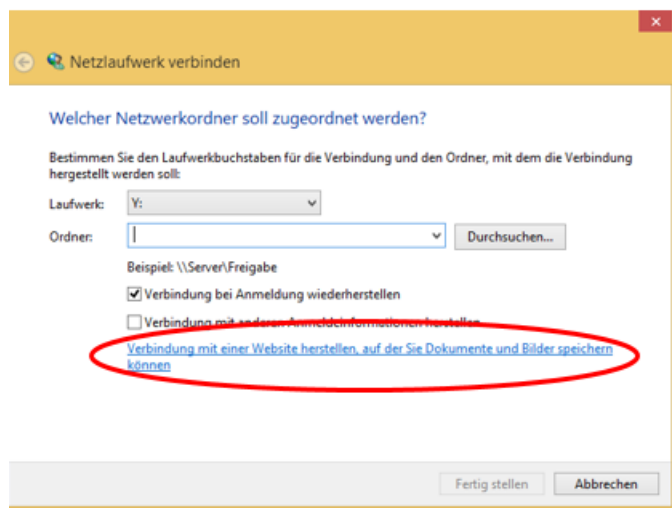 Netzlaufwerk verbinden
Welcher Netzwerkordner soll zugeordnet werden?
Bestimmen Sie den Laufwerkbuchstaben für die Verbindung und den Ordner, mit dem die Verbindung
hergestellt werden soll:
Laufwerk: Y:
Ordner: Durchsuchen...
Beispiel: \\Server\Freigabe
Verbindung bei Anmeldung wiederherstellen
Verbindung mit anderen Anmeldeinformationen herstellen
Verbindung mit einer Website herstellen, auf der Sie Dokumente und Bilder speichern
können
Fertig stellen Abbrechen